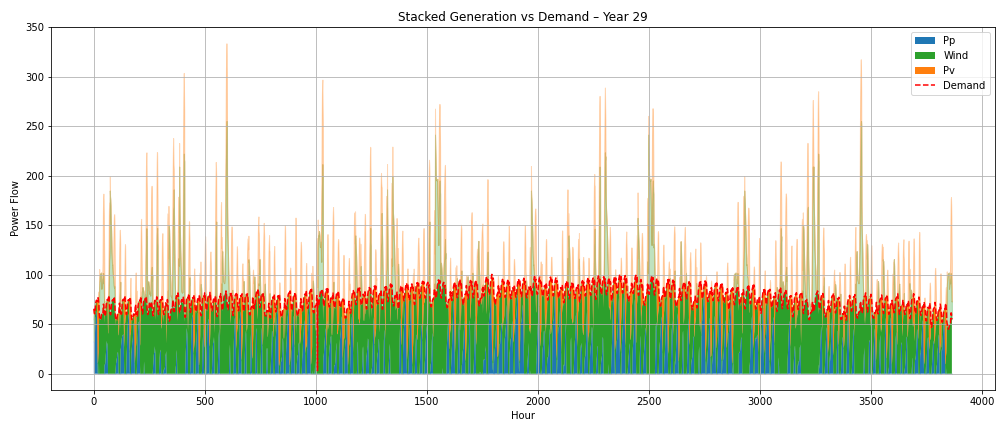 Stacked Generation vs Demand – Year 29
Power Flow
350
300
250
200
150
100
50
0
Pp
Wind
Pv
Demand
0 500 1000 1500 2000 2500 3000 3500 4000
Hour